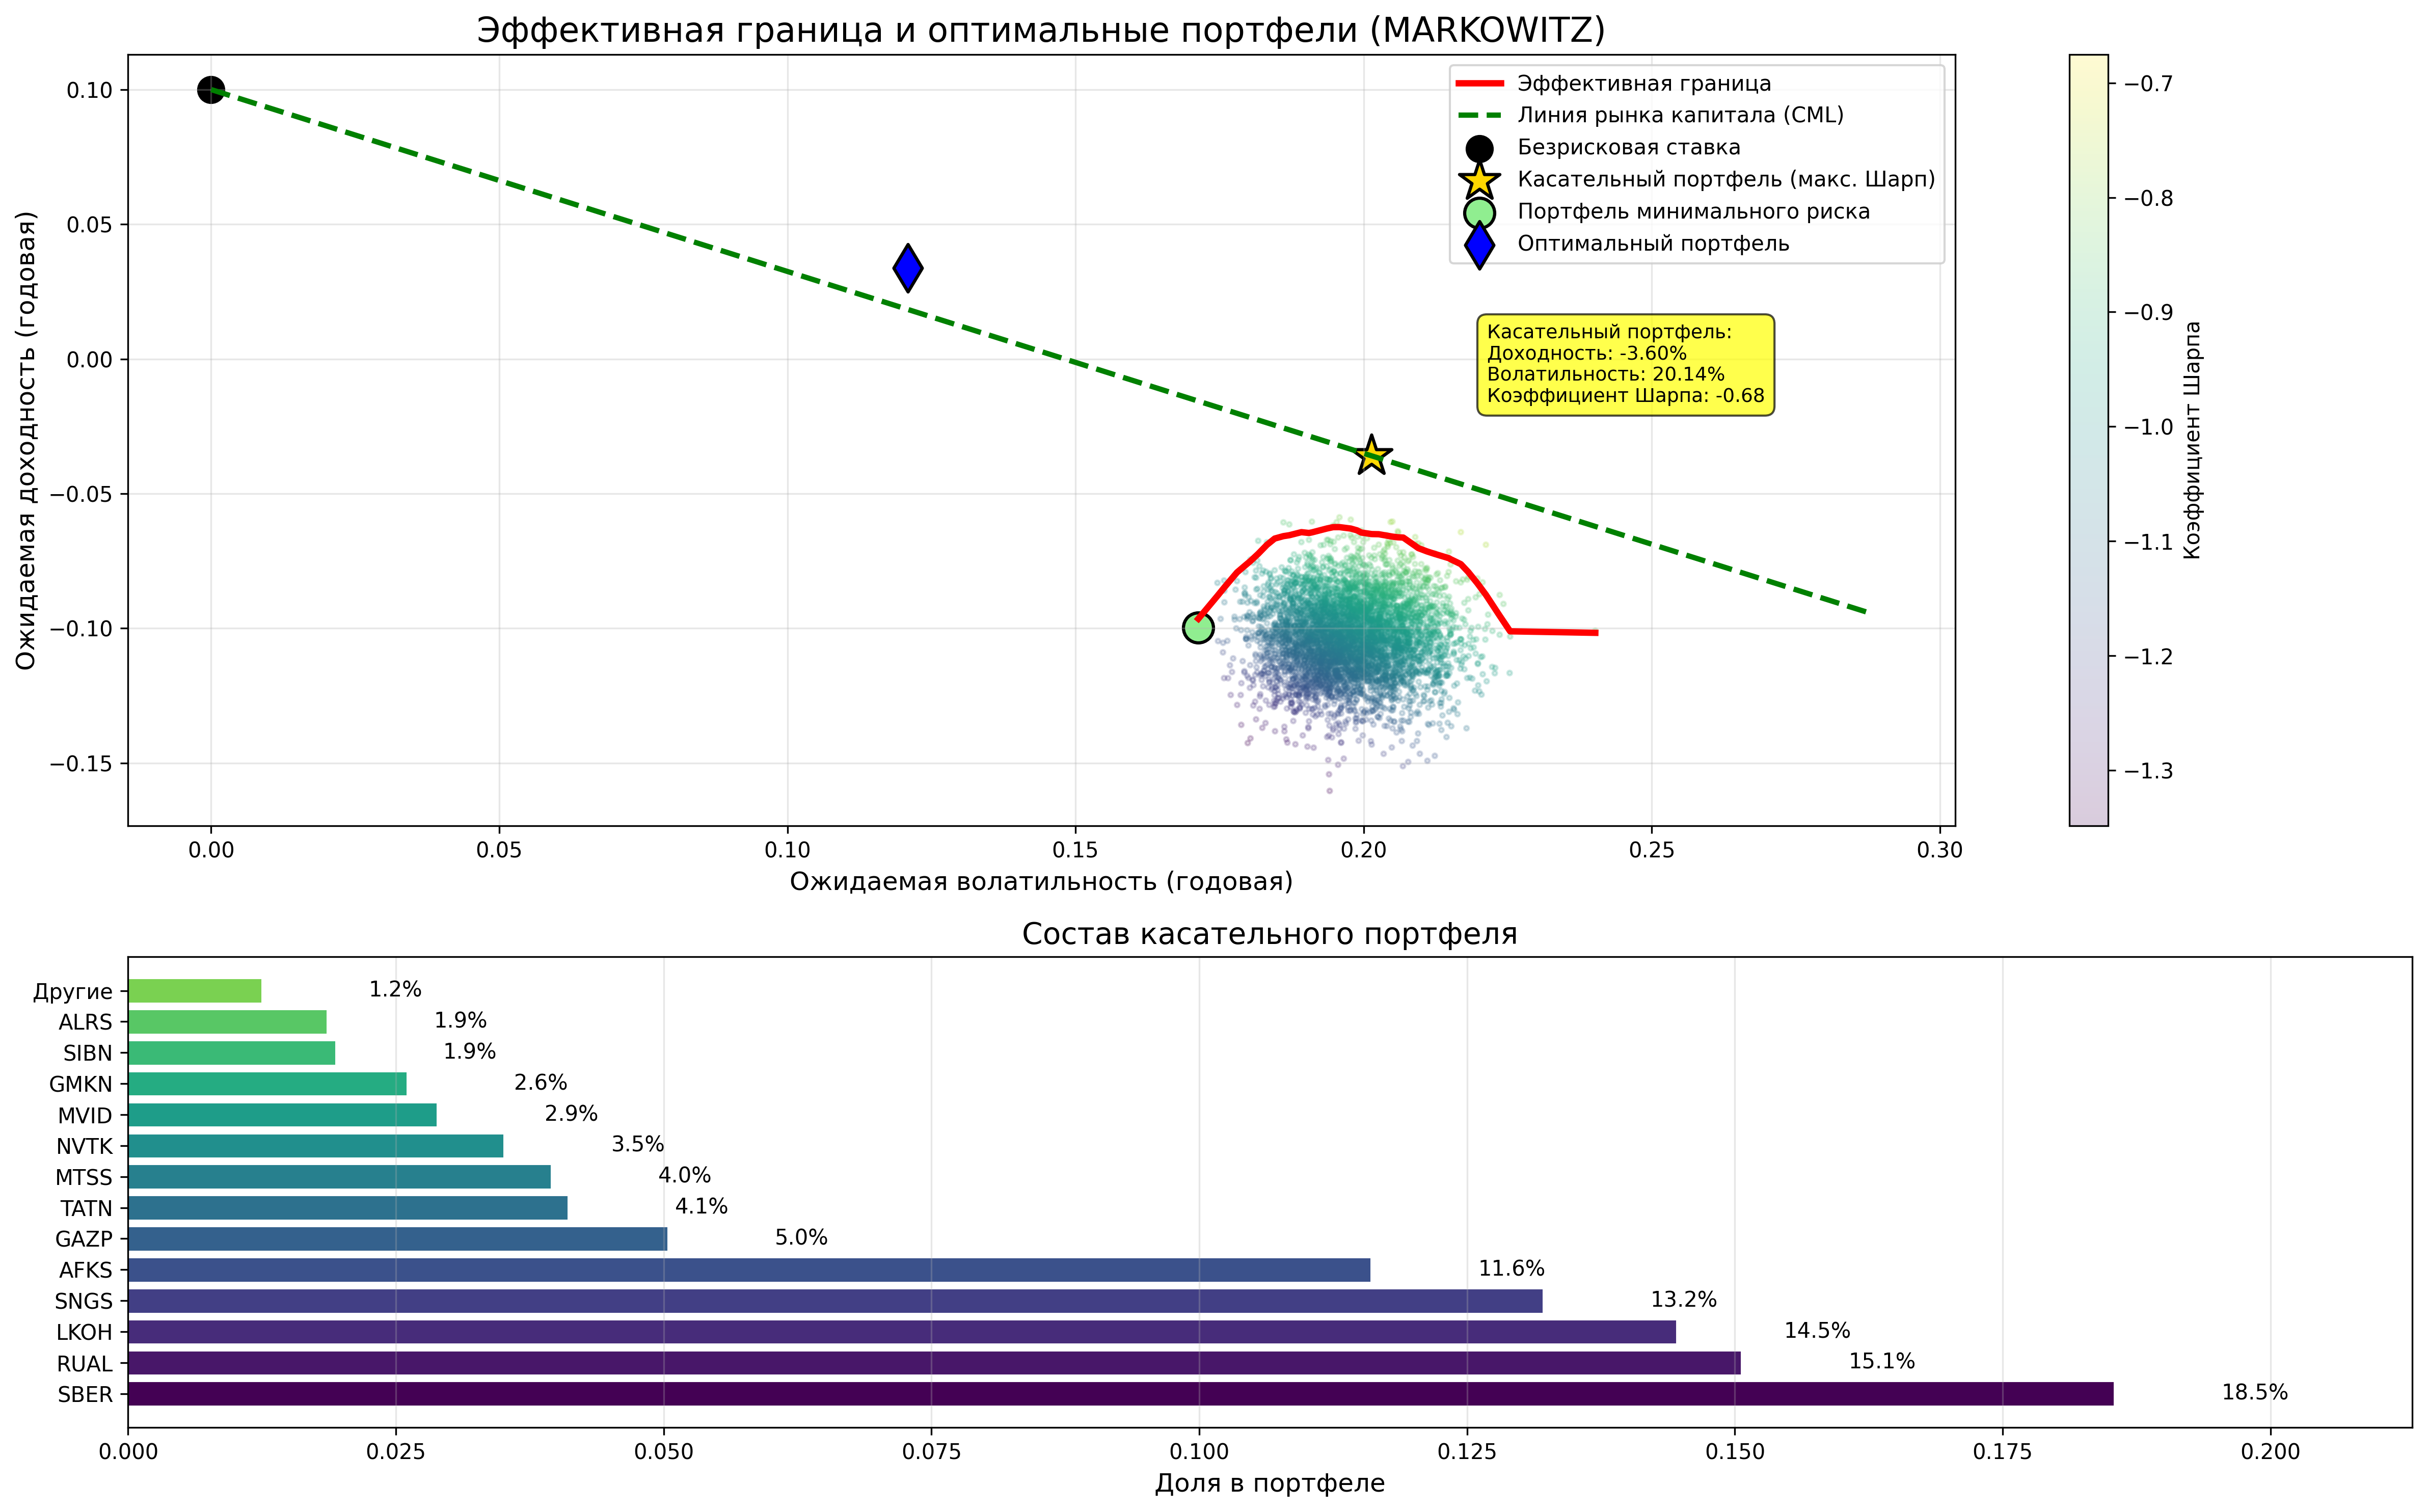 Эффективная граница и оптимальные портфели (MARKOWITZ)
Ожидаемая доходность (годовая)
0.10
0.05
0.00
−0.05
−0.10
−0.15
Эффективная граница
Линия рынка капитала (CML)
Безрисковая ставка
Касательный портфель (макс. Шарп)
Портфель минимального риска
Оптимальный портфель
Касательный портфель:
Доходность: -3.60%
Волатильность: 20.14%
Коэффициент Шарпа: -0.68
0.00 0.05 0.10 0.15 0.20 0.25 0.30
Ожидаемая волатильность (годовая)
−0.7
−0.8
−0.9
−1.0
−1.1
−1.2
−1.3
Коэффициент Шарпа
Состав касательного портфеля
Другие 1.2%
ALRS 1.9%
SIBN 1.9%
GMKN 2.6%
MVID 2.9%
NVTK 3.5%
MTSS 4.0%
TATN 4.1%
GAZP 5.0%
AFKS 11.6%
SNGS 13.2%
LKOH 14.5%
RUAL 15.1%
SBER 18.5%
0.000 0.025 0.050 0.075 0.100 0.125 0.150 0.175 0.200
Доля в портфеле